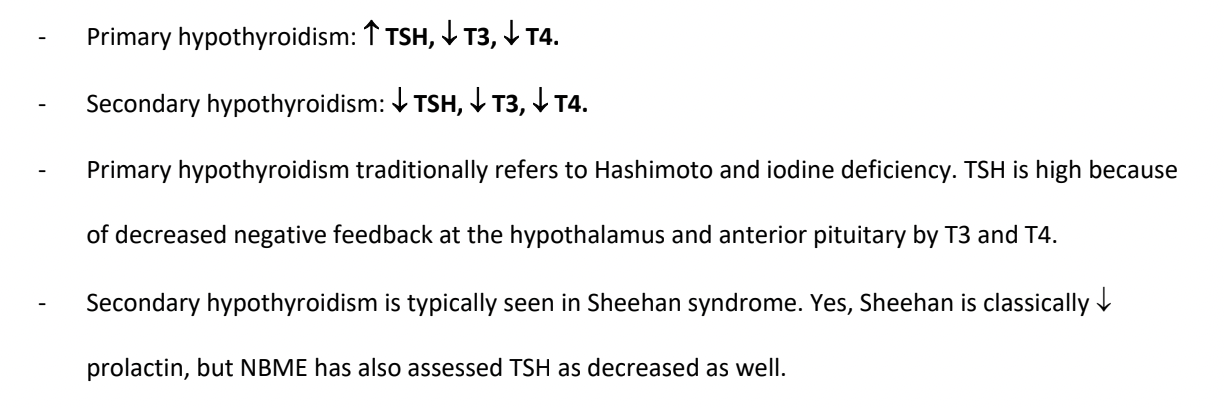 - Primary hypothyroidism: ↑ TSH, ↓ T3, ↓ T4.
- Secondary hypothyroidism: ↓ TSH, ↓ T3, ↓ T4.
- Primary hypothyroidism traditionally refers to Hashimoto and iodine deficiency. TSH is high because
of decreased negative feedback at the hypothalamus and anterior pituitary by T3 and T4.
- Secondary hypothyroidism is typically seen in Sheehan syndrome. Yes, Sheehan is classically ↓
prolactin, but NBME has also assessed TSH as decreased as well.